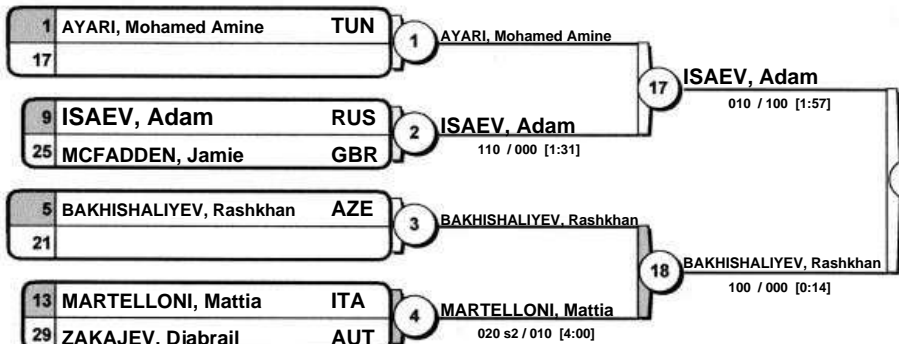 1 AYARI, Mohamed Amine TUN
17
1 AYARI, Mohamed Amine
9 ISAEV, Adam RUS
25 MCFADDEN, Jamie GBR
2 ISAEV, Adam
110 / 000 [1:31]
17 ISAEV, Adam
010 / 100 [1:57]
5 BAKHISHALIYEV, Rashkhan AZE
21
3 BAKHISHALIYEV, Rashkhan
13 MARTELLONI, Mattia ITA
29 ZAKAJEV, Djabrail AUT
4 MARTELLONI, Mattia
020 s2 / 010 [4:00]
18 BAKHISHALIYEV, Rashkhan
100 / 000 [0:14]